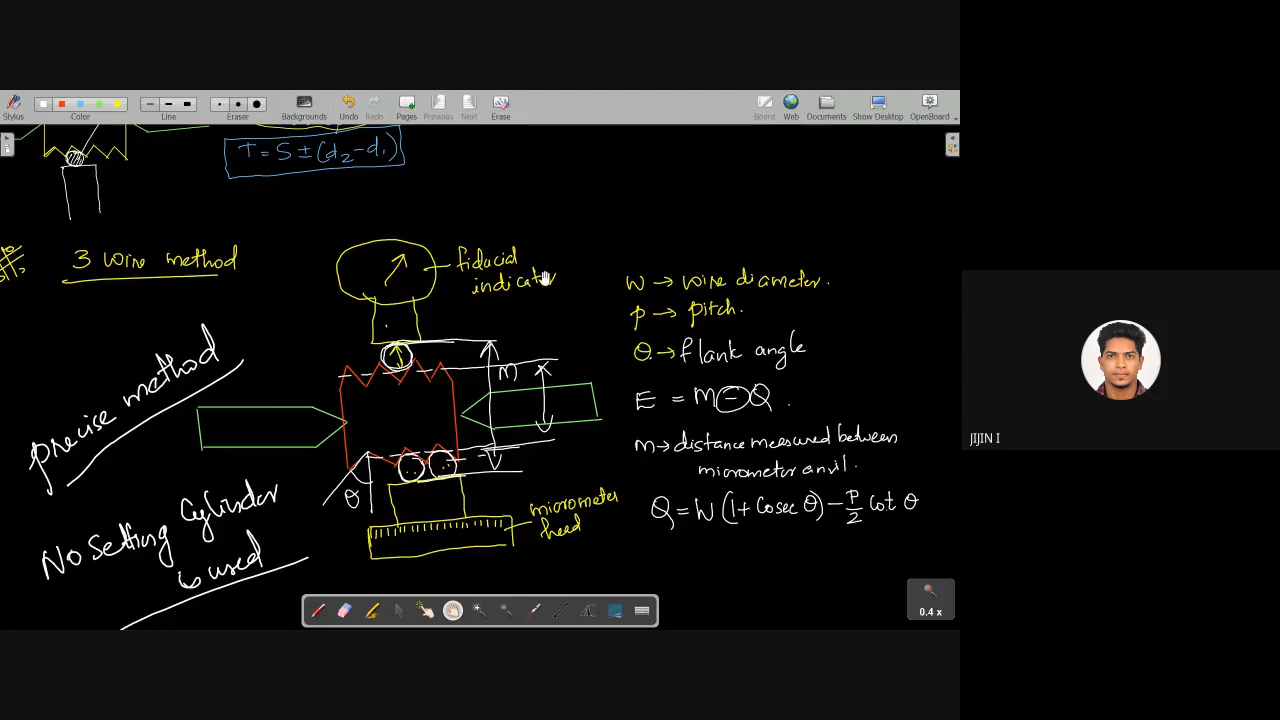 Stylus
Color
Line
Eraser
Backgrounds
Undo
Redo
Pages
Previous
Next
Erase
Board
Web
Documents
Show Desktop
OpenBoard
T = S ± (d₂ - d₁)
3 wire method
fiducial
indicator
precise method
No Setting Cylinder
is used
M
θ
micrometer
head
W → wire diameter.
P → pitch.
θ → flank angle
E = M - Q.
M → distance measured between
micrometer anvil.
Q = W (1 + Cosec θ) - P/2 Cot θ
JIJIN I
0.4 x